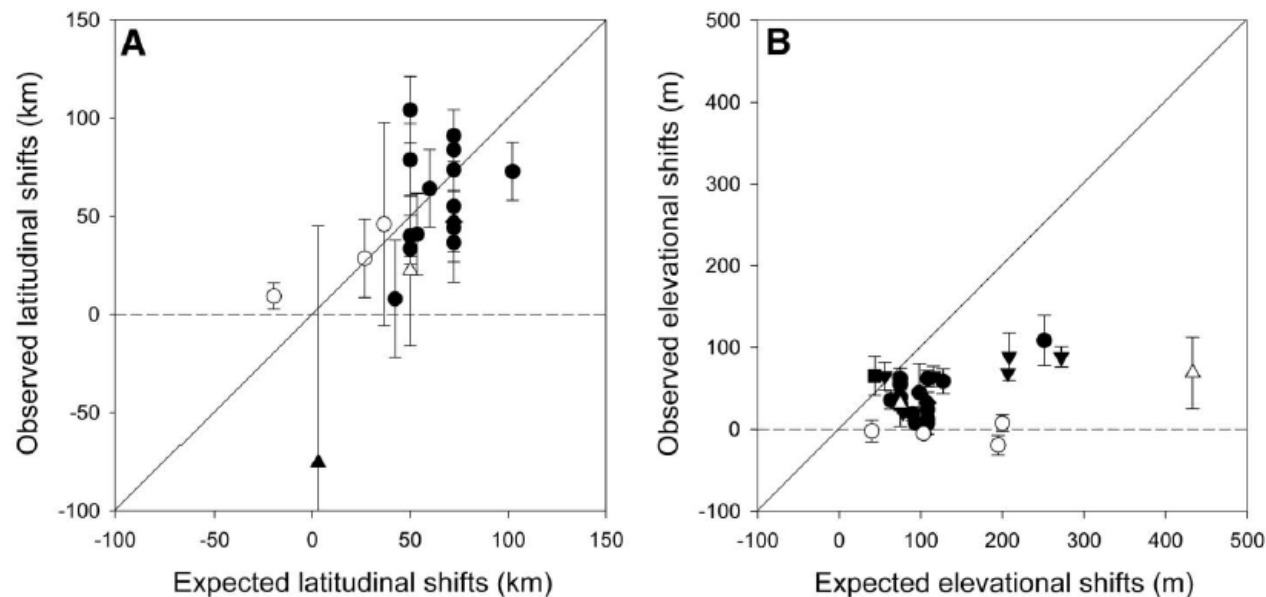 A
Observed latitudinal shifts (km)
150
100
50
0
-50
-100
-100 -50 0 50 100 150
Expected latitudinal shifts (km)
B
Observed elevational shifts (m)
500
400
300
200
100
0
-100
-100 0 100 200 300 400 500
Expected elevational shifts (m)